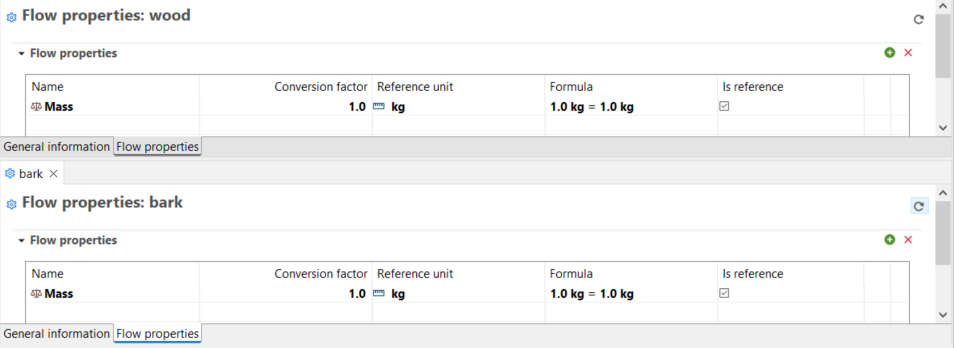 Flow properties: wood
Flow properties
Name Conversion factor Reference unit Formula Is reference
Mass 1.0 kg 1.0 kg = 1.0 kg
General information Flow properties
bark
Flow properties: bark
Flow properties
Name Conversion factor Reference unit Formula Is reference
Mass 1.0 kg 1.0 kg = 1.0 kg
General information Flow properties